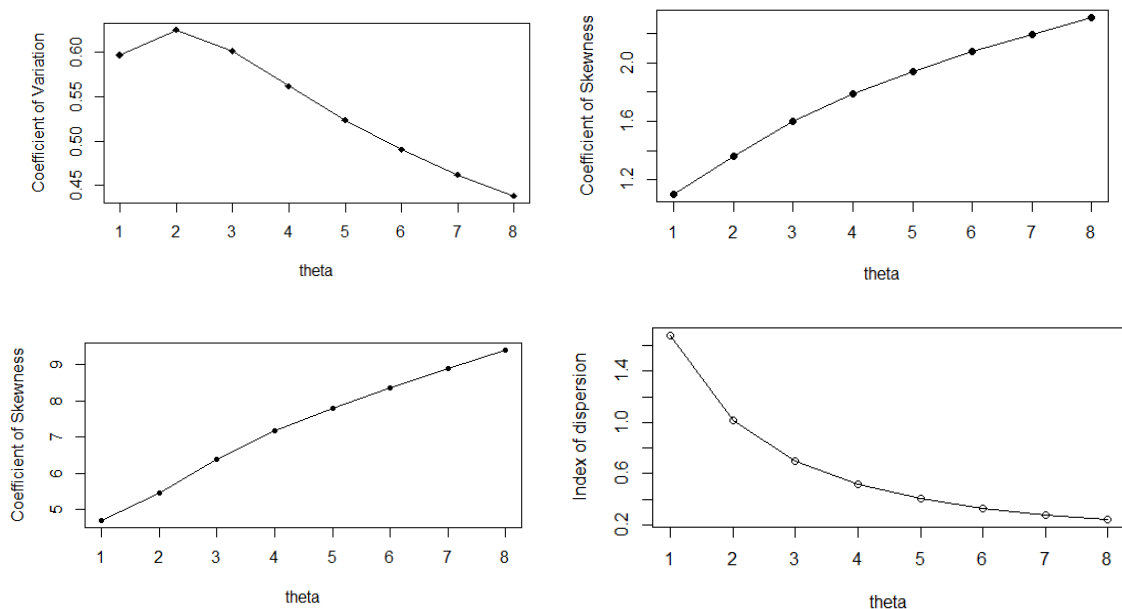 Coefficient of Variation
0.60
0.55
0.50
0.45
1 2 3 4 5 6 7 8
theta
Coefficient of Skewness
2.0
1.6
1.2
1 2 3 4 5 6 7 8
theta
Coefficient of Skewness
9
8
7
6
5
1 2 3 4 5 6 7 8
theta
Index of dispersion
1.4
1.0
0.6
0.2
1 2 3 4 5 6 7 8
theta